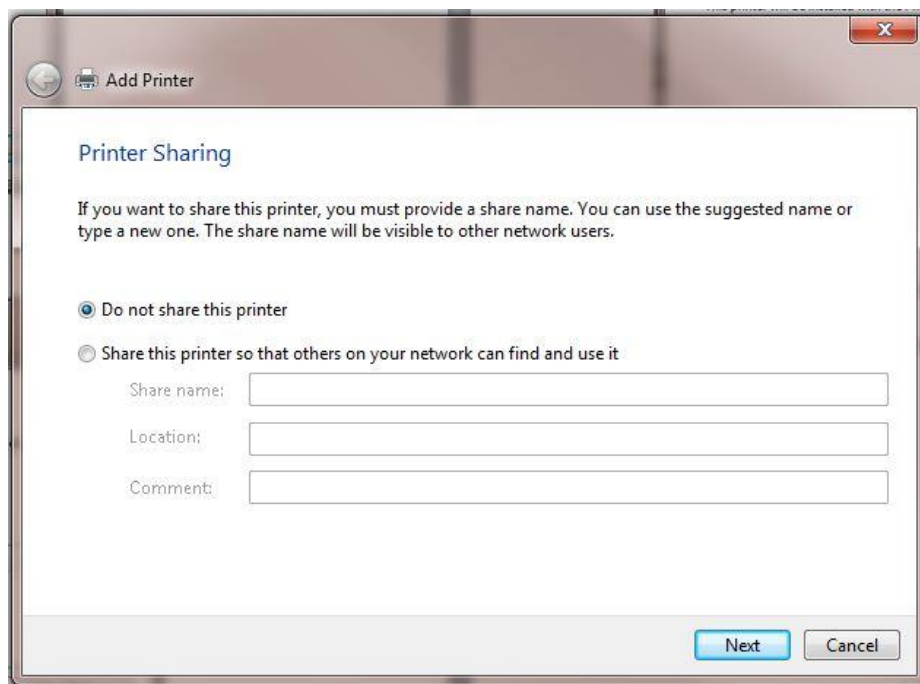 Add Printer
Printer Sharing
If you want to share this printer, you must provide a share name. You can use the suggested name or
type a new one. The share name will be visible to other network users.
Do not share this printer
Share this printer so that others on your network can find and use it
Share name:
Location:
Comment:
Next
Cancel